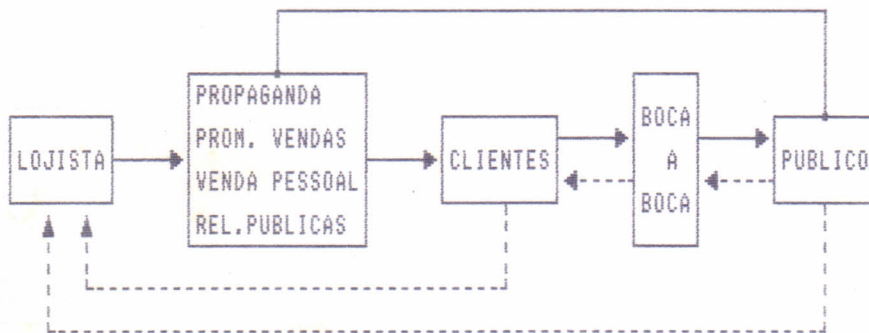 LOJISTA
PROPAGANDA
PROM. VENDAS
VENDA PESSOAL
REL.PUBLICAS
CLIENTES
BOCA
A
BOCA
PUBLICO